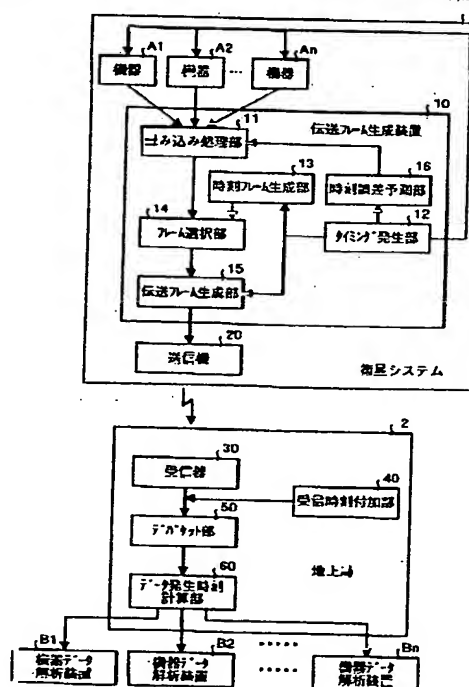 A1
A2
An
機器
機器
...
機器
10
伝送フレーム生成装置
11
読み込み処理部
13
時刻フレーム生成部
16
時刻誤差予測部
14
フレーム選択部
12
タイミング発生部
15
伝送フレーム生成部
20
送信機
衛星システム
2
30
受信器
40
受信時刻付加部
50
デパケット部
60
データ発生時刻
計算部
地上局
B1
機器データ
解析装置
B2
機器データ
解析装置
.....
.....
Bn
機器データ
解析装置